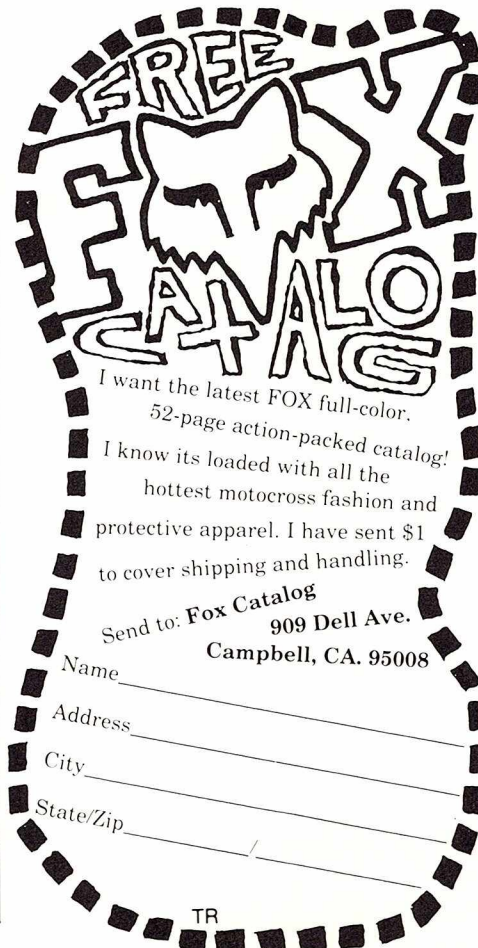 FREE
FOX
CATALOG
I want the latest FOX full-color,
52-page action-packed catalog!
I know its loaded with all the
hottest motocross fashion and
protective apparel. I have sent $1
to cover shipping and handling.
Send to: Fox Catalog
909 Dell Ave.
Campbell, CA. 95008
Name
Address
City
State/Zip /
TR